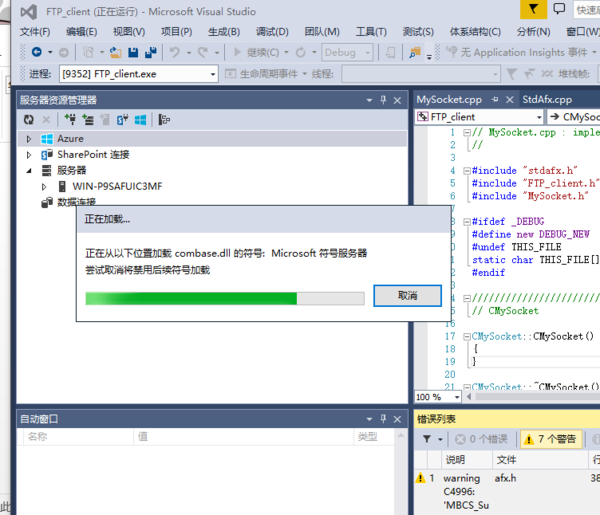 FTP_client (正在运行) - Microsoft Visual Studio
快速启
文件(F) 编辑(E) 视图(V) 项目(P) 生成(B) 调试(D) 团队(M) 工具(T) 测试(S) 体系结构(C) 分析(N) 窗口(W
继续(C) Debug 无 Application Insights 事件
进程: [9352] FTP_client.exe 生命周期事件 线程: 堆栈帧:
服务器资源管理器
Azure
SharePoint 连接
服务器
WIN-P9SAFUIC3MF
数据连接
正在加载...
正在从以下位置加载 combase.dll 的符号: Microsoft 符号服务器
尝试取消将禁用后续符号加载
取消
MySocket.cpp StdAfx.cpp
FTP_client CMySo
1 // MySocket.cpp : imple
2 //
3
4 #include "stdafx.h"
5 #include "FTP_client.h"
6 #include "MySocket.h"
#ifdef _DEBUG
#define new DEBUG_NEW
#undef THIS_FILE
static char THIS_FILE[]
#endif
////////////////////////
// CMySocket
16
17 CMySocket::CMySocket()
18 {
19 }
20
21 CMySocket::~CMySocket()
100 %
自动窗口
名称 值 类型
错误列表
0 个错误 7 个警告
说明 文件 行
1 warning afx.h 38
C4996:
'MBCS_Su
此